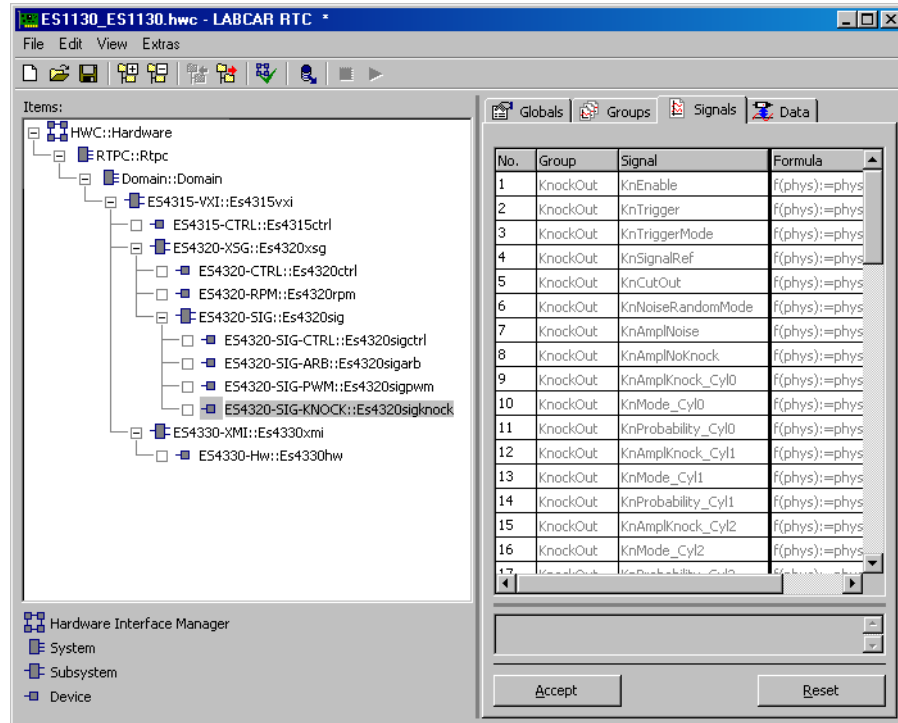 ES1130_ES1130.hwc - LABCAR RTC *
File Edit View Extras
Items:
HWC::Hardware
RTPC::Rtpc
Domain::Domain
ES4315-VXI::Es4315vxi
ES4315-CTRL::Es4315ctrl
ES4320-XSG::Es4320xsg
ES4320-CTRL::Es4320ctrl
ES4320-RPM::Es4320rpm
ES4320-SIG::Es4320sig
ES4320-SIG-CTRL::Es4320sigctrl
ES4320-SIG-ARB::Es4320sigarb
ES4320-SIG-PWM::Es4320sigpwm
ES4320-SIG-KNOCK::Es4320sigknock
ES4330-XMI::Es4330xmi
ES4330-Hw::Es4330hw
Hardware Interface Manager
System
Subsystem
Device
Globals Groups Signals Data
No. Group Signal Formula
1 KnockOut KnEnable f(phys):=phys
2 KnockOut KnTrigger f(phys):=phys
3 KnockOut KnTriggerMode f(phys):=phys
4 KnockOut KnSignalRef f(phys):=phys
5 KnockOut KnCutOut f(phys):=phys
6 KnockOut KnNoiseRandomMode f(phys):=phys
7 KnockOut KnAmplNoise f(phys):=phys
8 KnockOut KnAmplNoKnock f(phys):=phys
9 KnockOut KnAmplKnock_Cyl0 f(phys):=phys
10 KnockOut KnMode_Cyl0 f(phys):=phys
11 KnockOut KnProbability_Cyl0 f(phys):=phys
12 KnockOut KnAmplKnock_Cyl1 f(phys):=phys
13 KnockOut KnMode_Cyl1 f(phys):=phys
14 KnockOut KnProbability_Cyl1 f(phys):=phys
15 KnockOut KnAmplKnock_Cyl2 f(phys):=phys
16 KnockOut KnMode_Cyl2 f(phys):=phys
Accept Reset